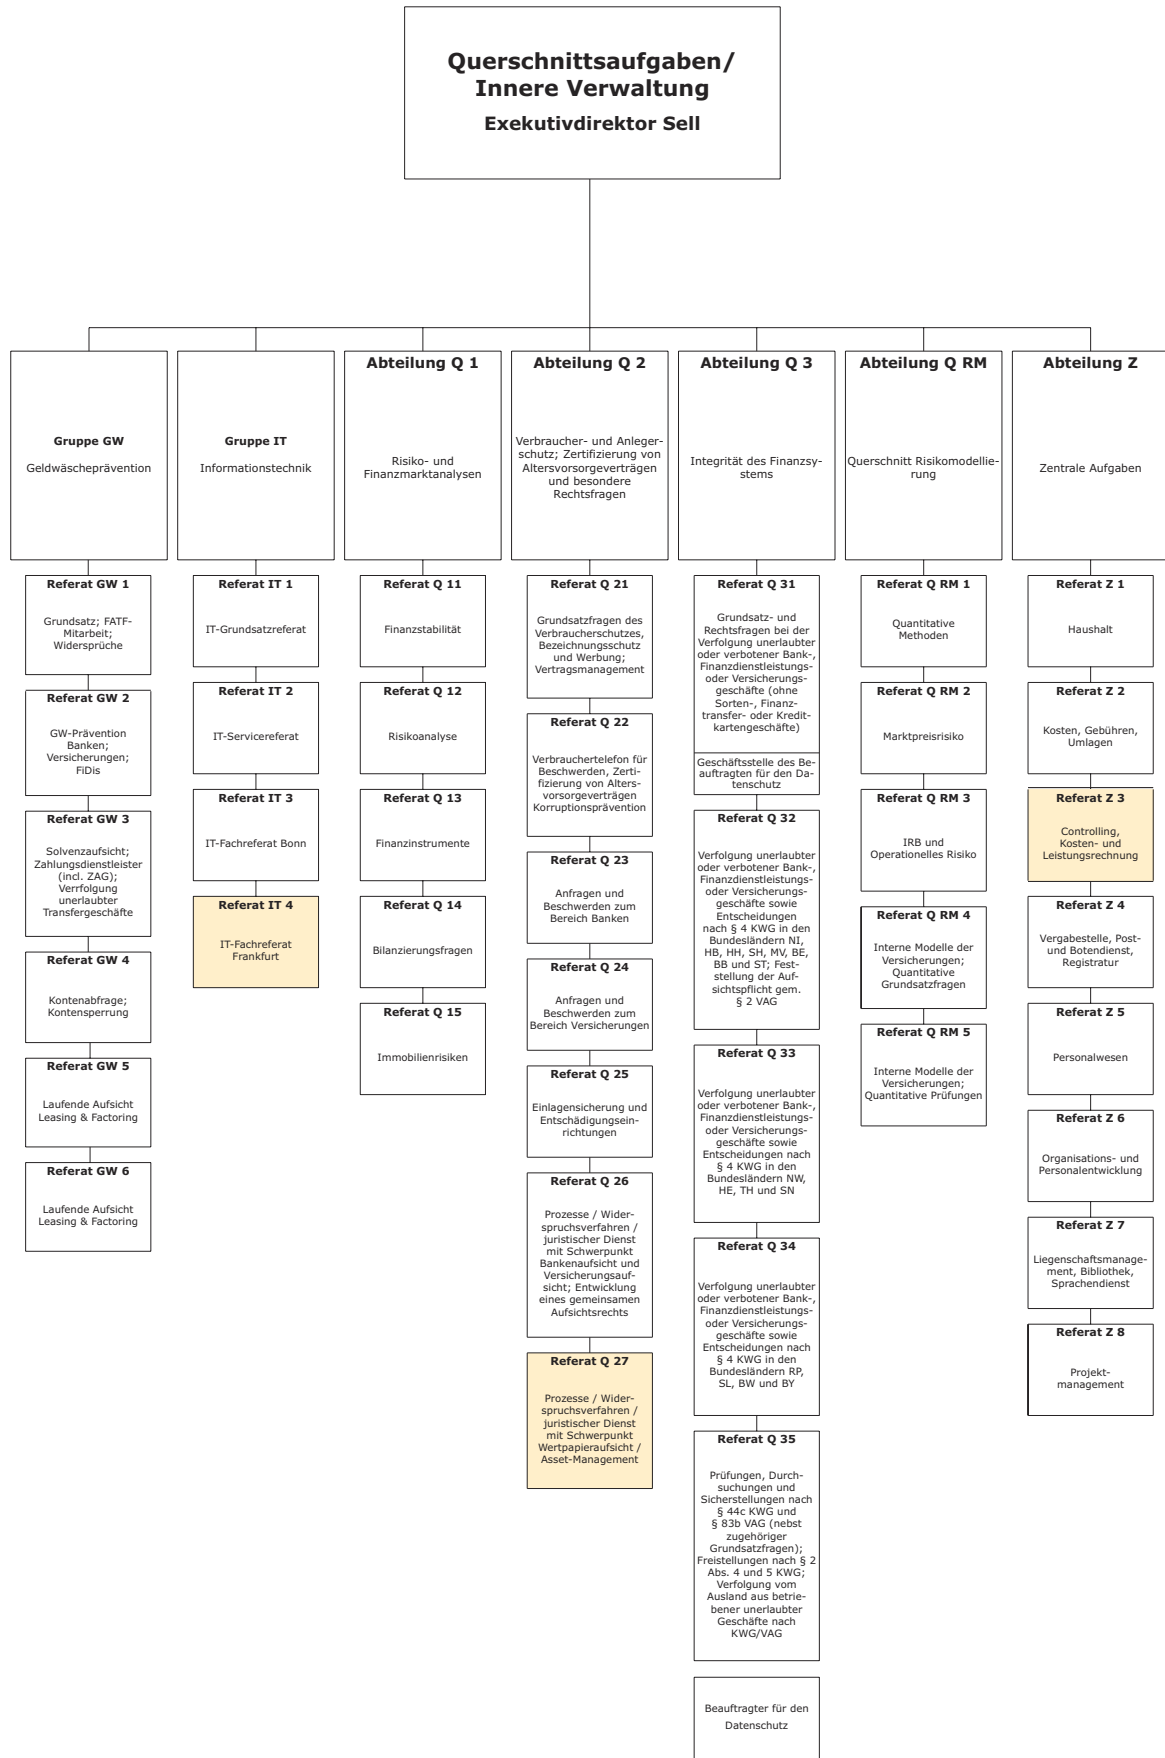 Querschnittsaufgaben/
Innere Verwaltung
Exekutivdirektor Sell
Gruppe GW
Geldwäscheprävention
Referat GW 1
Grundsatz; FATF-
Mitarbeit;
Widersprüche
Referat GW 2
GW-Prävention
Banken;
Versicherungen;
FiDis
Referat GW 3
Solvenzaufsicht;
Zahlungsdienstleister
(incl. ZAG);
Verrfolgung
unerlaubter
Transfergeschäfte
Referat GW 4
Kontenabfrage;
Kontensperrung
Referat GW 5
Laufende Aufsicht
Leasing & Factoring
Referat GW 6
Laufende Aufsicht
Leasing & Factoring
Gruppe IT
Informationstechnik
Referat IT 1
IT-Grundsatzreferat
Referat IT 2
IT-Servicereferat
Referat IT 3
IT-Fachreferat Bonn
Referat IT 4
IT-Fachreferat
Frankfurt
Abteilung Q 1
Risiko- und
Finanzmarktanalysen
Referat Q 11
Finanzstabilität
Referat Q 12
Risikoanalyse
Referat Q 13
Finanzinstrumente
Referat Q 14
Bilanzierungsfragen
Referat Q 15
Immobilienrisiken
Abteilung Q 2
Verbraucher- und Anleger-
schutz; Zertifizierung von
Altersvorsorgeverträgen
und besondere
Rechtsfragen
Referat Q 21
Grundsatzfragen des
Verbraucherschutzes,
Bezeichnungsschutz
und Werbung;
Vertragsmanagement
Referat Q 22
Verbrauchertelefon für
Beschwerden, Zerti-
fizierung von Alters-
vorsorgeverträgen
Korruptionsprävention
Referat Q 23
Anfragen und
Beschwerden zum
Bereich Banken
Referat Q 24
Anfragen und
Beschwerden zum
Bereich Versicherungen
Referat Q 25
Einlagensicherung und
Entschädigungsein-
richtungen
Referat Q 26
Prozesse / Wider-
spruchsverfahren /
juristischer Dienst
mit Schwerpunkt
Bankenaufsicht und
Versicherungsauf-
sicht; Entwicklung
eines gemeinsamen
Aufsichtsrechts
Referat Q 27
Prozesse / Wider-
spruchsverfahren /
juristischer Dienst
mit Schwerpunkt
Wertpapieraufsicht /
Asset-Management
Abteilung Q 3
Integrität des Finanzsy-
stems
Referat Q 31
Grundsatz- und
Rechtsfragen bei der
Verfolgung unerlaubter
oder verbotener Bank-,
Finanzdienstleistungs-
oder Versicherungs-
geschäfte (ohne
Sorten-, Finanz-
transfer- oder Kredit-
kartengeschäfte)
Geschäftsstelle des Be-
auftragten für den Da-
tenschutz
Referat Q 32
Verfolgung unerlaubter
oder verbotener Bank-,
Finanzdienstleistungs-
oder Versicherungs-
geschäfte sowie
Entscheidungen
nach § 4 KWG in den
Bundesländern NI,
HB, HH, SH, MV, BE,
BB und ST; Fest-
stellung der Auf-
sichtspflicht gem.
§ 2 VAG
Referat Q 33
Verfolgung unerlaubter
oder verbotener Bank-,
Finanzdienstleistungs-
oder Versicherungs-
geschäfte sowie
Entscheidungen nach
§ 4 KWG in den
Bundesländern NW,
HE, TH und SN
Referat Q 34
Verfolgung unerlaubter
oder verbotener Bank-,
Finanzdienstleistungs-
oder Versicherungs-
geschäfte sowie
Entscheidungen nach
§ 4 KWG in den
Bundesländern RP,
SL, BW und BY
Referat Q 35
Prüfungen, Durch-
suchungen und
Sicherstellungen nach
§ 44c KWG und
§ 83b VAG (nebst
zugehöriger
Grundsatzfragen);
Freistellungen nach § 2
Abs. 4 und 5 KWG;
Verfolgung vom
Ausland aus betrie-
bener unerlaubter
Geschäfte nach
KWG/VAG
Beauftragter für den
Datenschutz
Abteilung Q RM
Querschnitt Risikomodellie-
rung
Referat Q RM 1
Quantitative
Methoden
Referat Q RM 2
Marktpreisrisiko
Referat Q RM 3
IRB und
Operationelles Risiko
Referat Q RM 4
Interne Modelle der
Versicherungen;
Quantitative
Grundsatzfragen
Referat Q RM 5
Interne Modelle der
Versicherungen;
Quantitative Prüfungen
Abteilung Z
Zentrale Aufgaben
Referat Z 1
Haushalt
Referat Z 2
Kosten, Gebühren,
Umlagen
Referat Z 3
Controlling,
Kosten- und
Leistungsrechnung
Referat Z 4
Vergabestelle, Post-
und Botendienst,
Registratur
Referat Z 5
Personalwesen
Referat Z 6
Organisations- und
Personalentwicklung
Referat Z 7
Liegenschaftsmanage-
ment, Bibliothek,
Sprachendienst
Referat Z 8
Projekt-
management